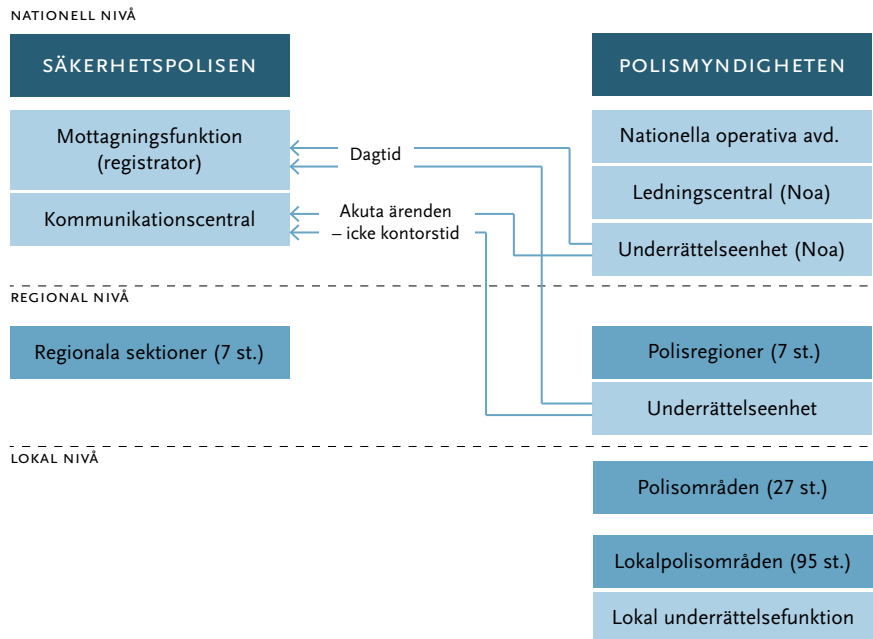 NATIONELL NIVÅ
SÄKERHETSPOLISEN
POLISMYNDIGHETEN
Mottagningsfunktion
(registrator)
Kommunikationscentral
Dagtid
Akuta ärenden
– icke kontorstid
Nationella operativa avd.
Ledningscentral (Noa)
Underrättelseenhet (Noa)
REGIONAL NIVÅ
Regionala sektioner (7 st.)
Polisregioner (7 st.)
Underrättelseenhet
LOKAL NIVÅ
Polisområden (27 st.)
Lokalpolisområden (95 st.)
Lokal underrättelsefunktion